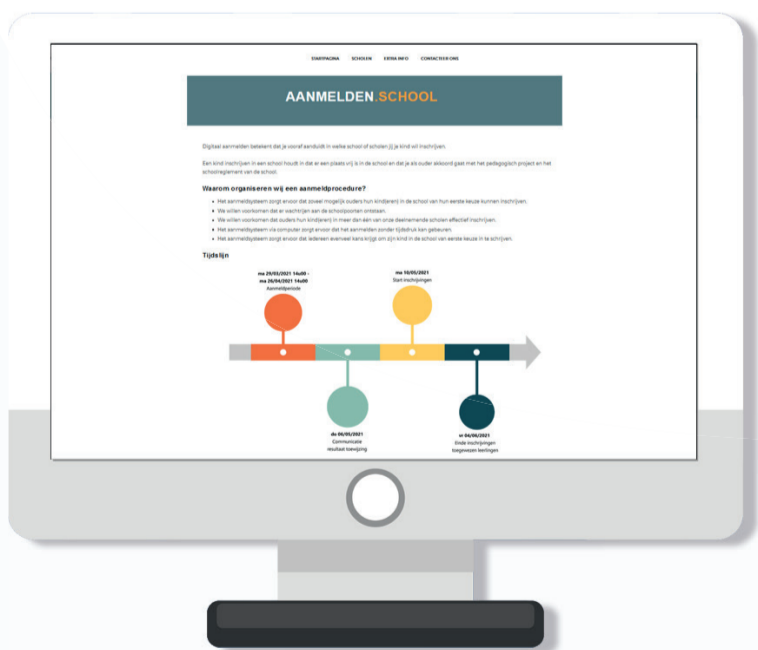 STARTPAGINA SCHOLEN EXTRA INFO CONTACTEER ONS
AANMELDEN.SCHOOL
Digitaal aanmelden betekent dat je vooraf aanduidt in welke school of scholen jij je kind wil inschrijven.
Een kind inschrijven in een school houdt in dat er een plaats vrij is in de school en dat je als ouder akkoord gaat met het pedagogisch project en het
schoolreglement van de school.
Waarom organiseren wij een aanmeldprocedure?
Het aanmeldsysteem zorgt ervoor dat zoveel mogelijk ouders hun kind(eren) in de school van hun eerste keuze kunnen inschrijven.
We willen voorkomen dat er wachtrijen aan de schoolpoorten ontstaan.
We willen voorkomen dat ouders hun kind(eren) in meer dan één van onze deelnemende scholen effectief inschrijven.
Het aanmeldsysteem via computer zorgt ervoor dat het aanmelden zonder tijdsdruk kan gebeuren.
Het aanmeldsysteem zorgt ervoor dat iedereen evenveel kans krijgt om zijn kind in de school van eerste keuze in te schrijven.
Tijdslijn
ma 29/03/2021 14u00 -
ma 26/04/2021 14u00
Aanmeldperiode
ma 10/05/2021
Start inschrijvingen
do 06/05/2021
Communicatie
resultaat toewijzing
vr 04/06/2021
Einde inschrijvingen
toegewezen leerlingen